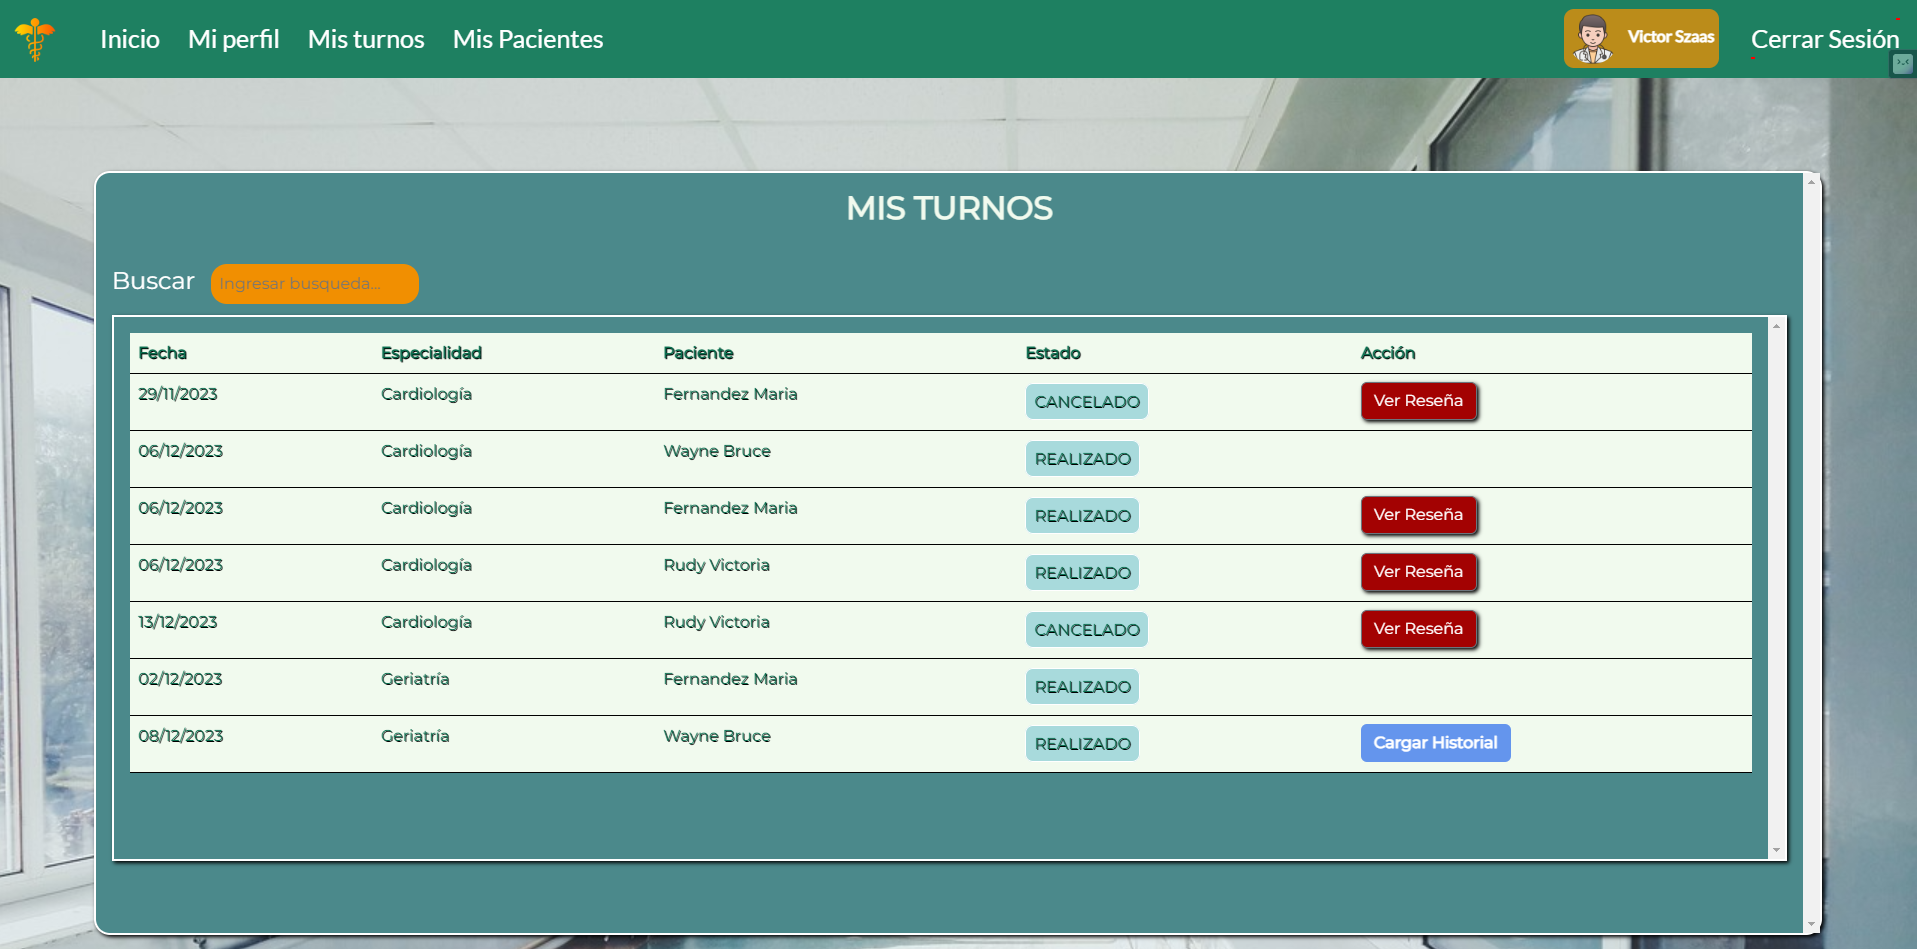 Inicio Mi perfil Mis turnos Mis Pacientes Victor Szaas Cerrar Sesión
MIS TURNOS
Buscar Ingresar busqueda...
Fecha Especialidad Paciente Estado Acción
29/11/2023 Cardiología Fernandez Maria CANCELADO Ver Reseña
06/12/2023 Cardiología Wayne Bruce REALIZADO
06/12/2023 Cardiología Fernandez Maria REALIZADO Ver Reseña
06/12/2023 Cardiología Rudy Victoria REALIZADO Ver Reseña
13/12/2023 Cardiología Rudy Victoria CANCELADO Ver Reseña
02/12/2023 Geriatría Fernandez Maria REALIZADO
08/12/2023 Geriatría Wayne Bruce REALIZADO Cargar Historial